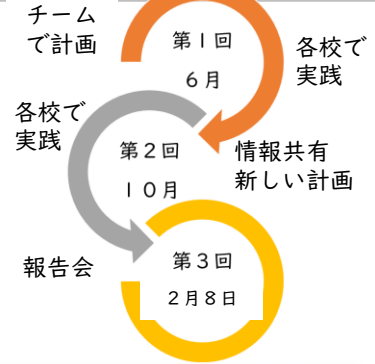 チーム
で計画
第1回
6月
各校で
実践
各校で
実践
第2回
10月
情報共有
新しい計画
報告会
第3回
2月8日